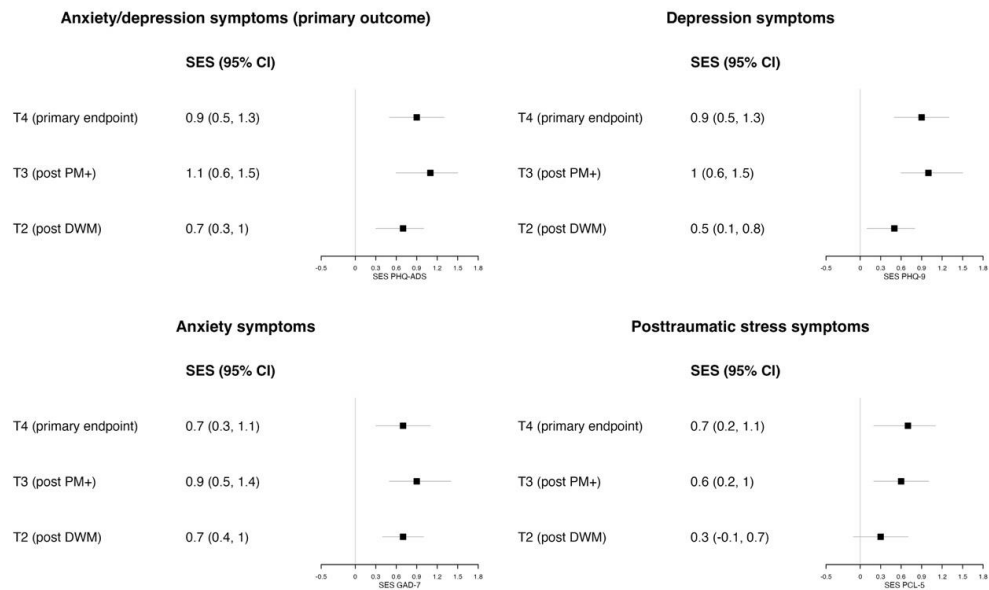 Anxiety/depression symptoms (primary outcome)
SES (95% CI)
T4 (primary endpoint) 0.9 (0.5, 1.3)
T3 (post PM+) 1.1 (0.6, 1.5)
T2 (post DWM) 0.7 (0.3, 1)
-0.5 0 0.3 0.6 0.9 1.2 1.5 1.8
SES PHQ-ADS
Depression symptoms
SES (95% CI)
T4 (primary endpoint) 0.9 (0.5, 1.3)
T3 (post PM+) 1 (0.6, 1.5)
T2 (post DWM) 0.5 (0.1, 0.8)
-0.5 0 0.3 0.6 0.9 1.2 1.5 1.8
SES PHQ-9
Anxiety symptoms
SES (95% CI)
T4 (primary endpoint) 0.7 (0.3, 1.1)
T3 (post PM+) 0.9 (0.5, 1.4)
T2 (post DWM) 0.7 (0.4, 1)
-0.5 0 0.3 0.6 0.9 1.2 1.5 1.8
SES GAD-7
Posttraumatic stress symptoms
SES (95% CI)
T4 (primary endpoint) 0.7 (0.2, 1.1)
T3 (post PM+) 0.6 (0.2, 1)
T2 (post DWM) 0.3 (-0.1, 0.7)
-0.5 0 0.3 0.6 0.9 1.2 1.5 1.8
SES PCL-5